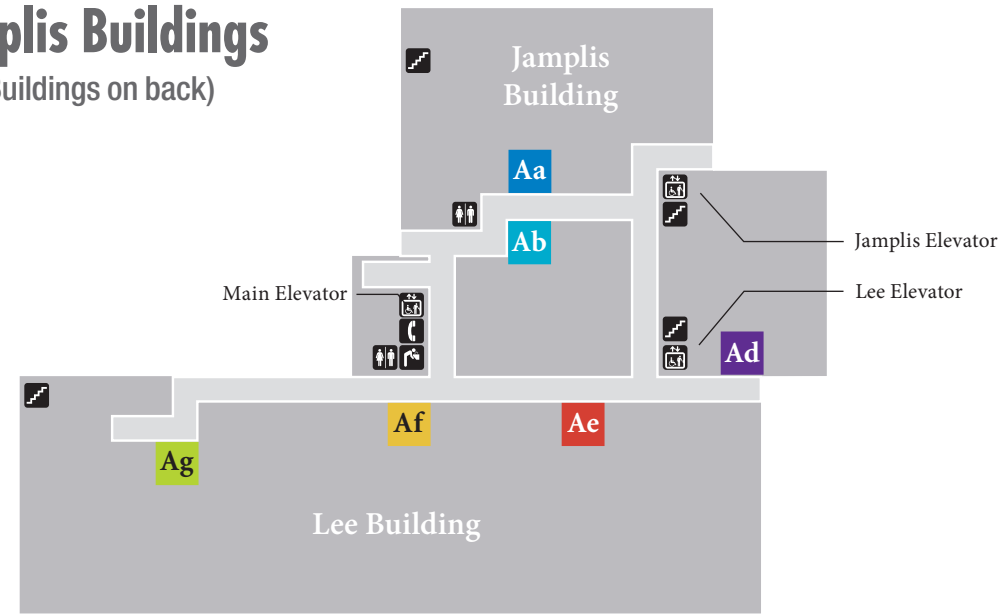 plis Buildings
uildings on back)
Jamplis
Building
Aa
Ab
Jamplis Elevator
Main Elevator
Lee Elevator
Ad
Af
Ae
Ag
Lee Building